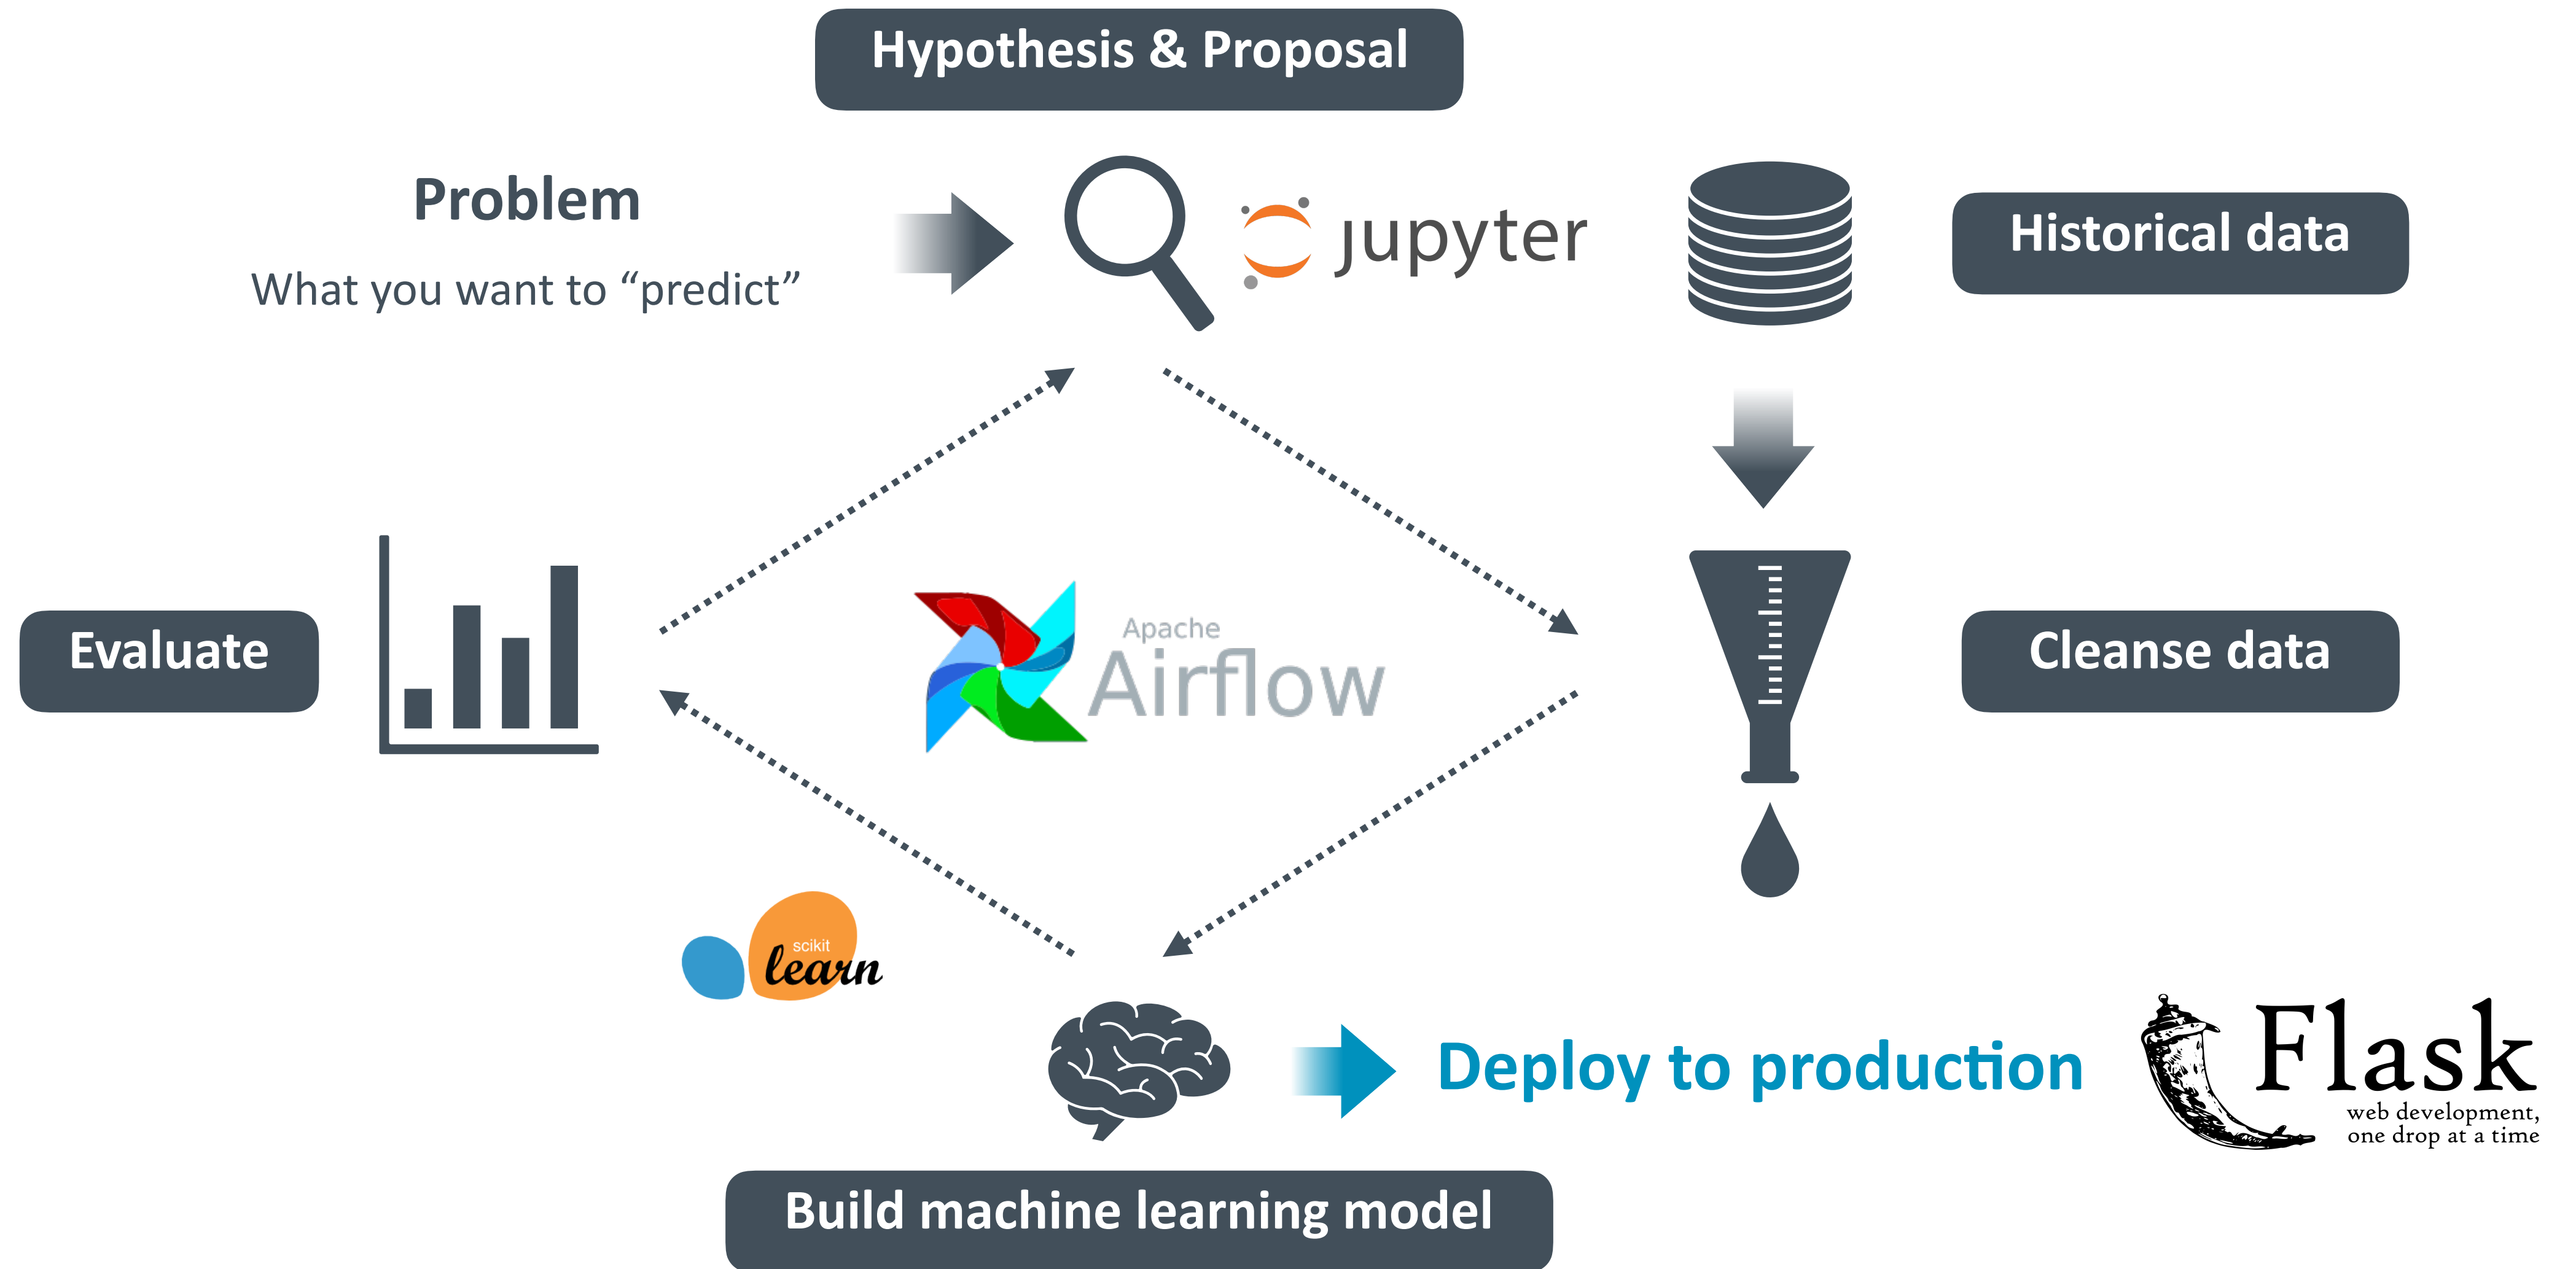 Hypothesis & Proposal
Problem
What you want to “predict”
jupyter
Historical data
Evaluate
Apache
Airflow
Cleanse data
scikit
learn
Deploy to production
Flask
web development,
one drop at a time
Build machine learning model